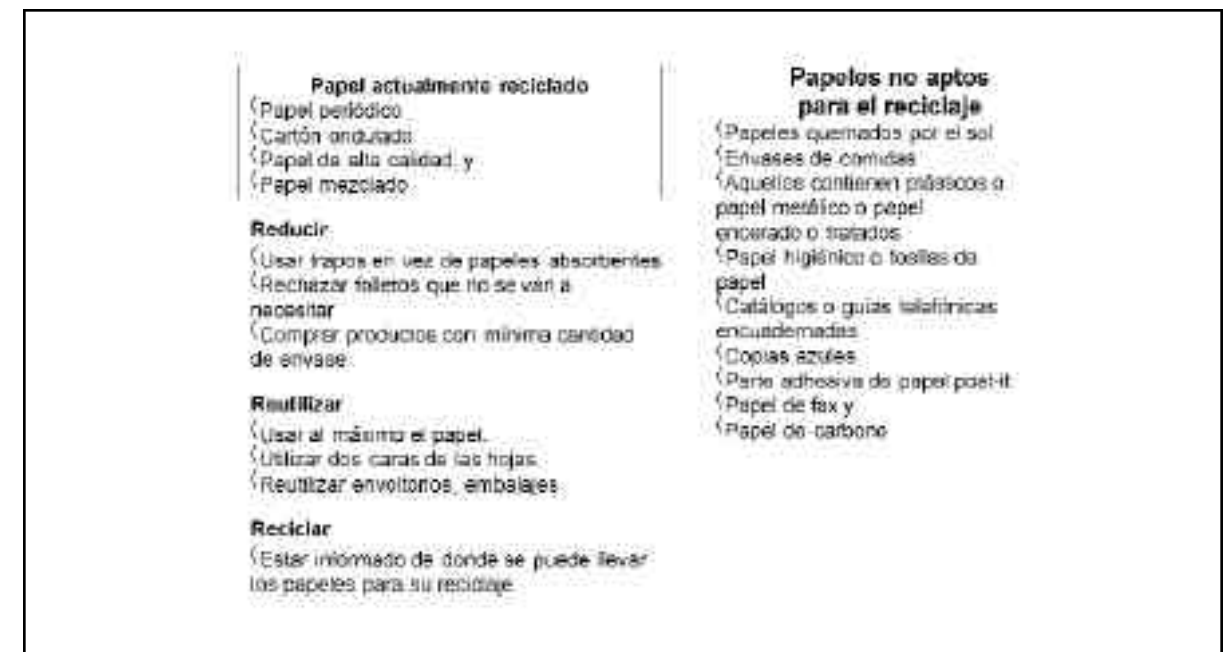 Papel actualmente reciclado
Papel periódico
Cartón ondulado
Papel de alta calidad, y
Papel mezclado
Reducir
Usar trapos en vez de papeles absorbentes
Rechazar folletos que no se van a
necesitar
Comprar productos con mínima cantidad
de envase
Reutilizar
Usar al máximo el papel.
Utilizar dos caras de las hojas
Reutilizar envoltorios, embalajes
Reciclar
Estar informado de donde se puede llevar
los papeles para su reciclaje
Papeles no aptos
para el reciclaje
Papeles quemados por el sol
Envases de comidas
Aquellos contienen plásticos o
papel metálico o papel
encerado o tratados
Papel higiénico o toallas de
papel
Catálogos o guías telefónicas
encuadernadas
Copias azules
Parte adhesiva de papel post-it
Papel de fax y
Papel de carbono